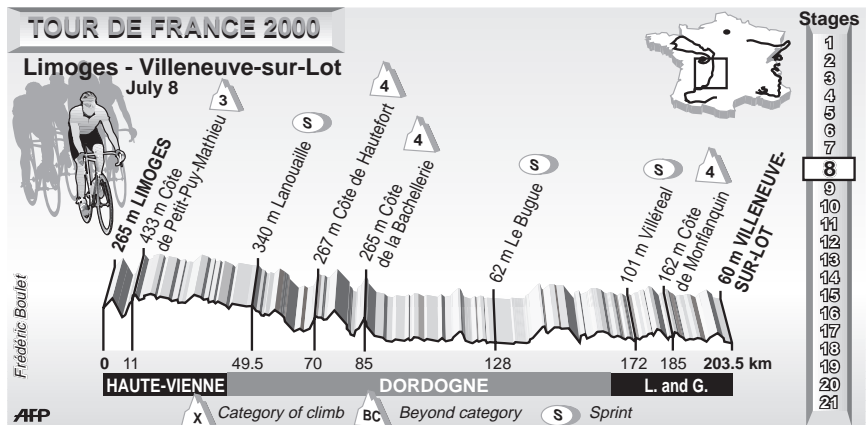 TOUR DE FRANCE 2000
Limoges - Villeneuve-sur-Lot
July 8
265 m LIMOGES
433 m Côte
de Petit-Puy-Mathieu
3
340 m Lanouaille
S
267 m Côte de Hautefort
4
265 m Côte
de la Bachellerie
4
62 m Le Bugue
S
101 m Villéreal
S
162 m Côte
de Monflanquin
4
60 m VILLENEUVE-
SUR-LOT
0 11 49.5 70 85 128 172 185 203.5 km
HAUTE-VIENNE DORDOGNE L. and G.
X Category of climb BC Beyond category S Sprint
Frédéric Boulet
AFP
Stages
1
2
3
4
5
6
7
8
9
10
11
12
13
14
15
16
17
18
19
20
21